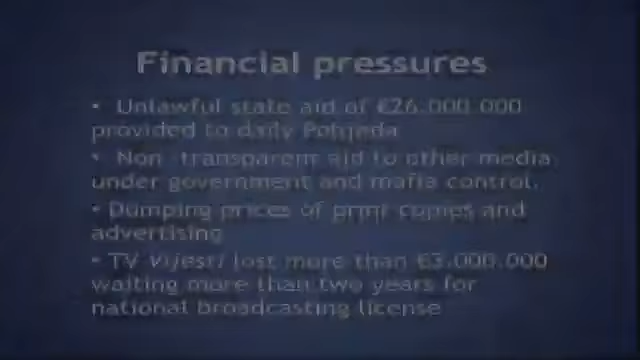 Financial pressures
• Unlawful state aid of €26.000.000
provided to daily Pobjeda
• Non-transparent aid to other media
under government and mafia control.
• Dumping prices of print copies and
advertising
• TV Vijesti lost more than €3.000.000
waiting more than two years for
national broadcasting license